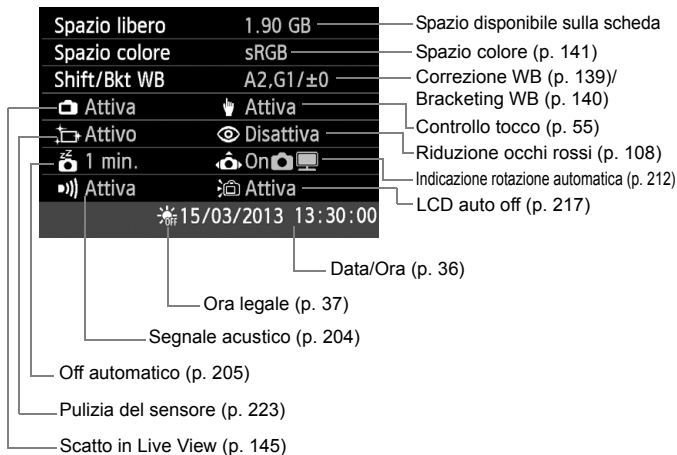 Spazio libero 1.90 GB Spazio disponibile sulla scheda
Spazio colore sRGB Spazio colore (p. 141)
Shift/Bkt WB A2,G1/±0 Correzione WB (p. 139)/
Bracketing WB (p. 140)
Attiva Attiva Controllo tocco (p. 55)
Attivo Disattiva Riduzione occhi rossi (p. 108)
1 min. On Indicazione rotazione automatica (p. 212)
Attiva Attiva LCD auto off (p. 217)
OFF 15/03/2013 13:30:00
Data/Ora (p. 36)
Ora legale (p. 37)
Segnale acustico (p. 204)
Off automatico (p. 205)
Pulizia del sensore (p. 223)
Scatto in Live View (p. 145)